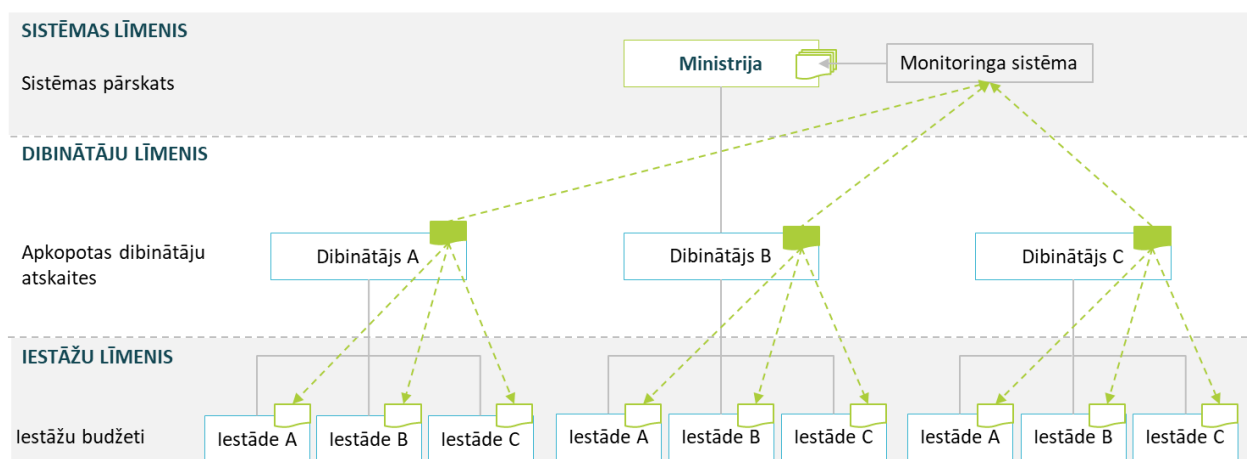 SISTĒMAS LĪMENIS
Sistēmas pārskats
Ministrija
Monitoringa sistēma
DIBINĀTĀJU LĪMENIS
Apkopotas dibinātāju
atskaites
Dibinātājs A
Dibinātājs B
Dibinātājs C
IESTĀŽU LĪMENIS
Iestāžu budžeti
Iestāde A
Iestāde B
Iestāde C
Iestāde A
Iestāde B
Iestāde C
Iestāde A
Iestāde B
Iestāde C